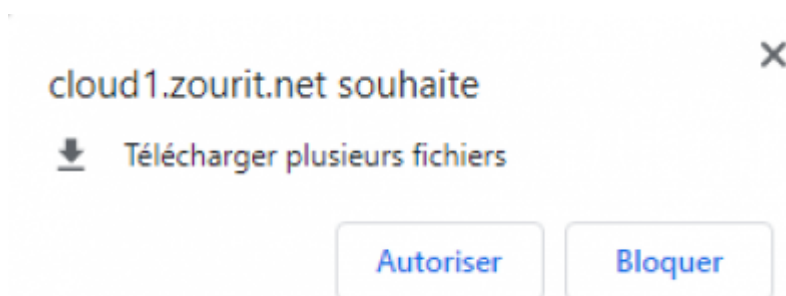 cloud1.zourit.net souhaite
Télécharger plusieurs fichiers
Autoriser Bloquer